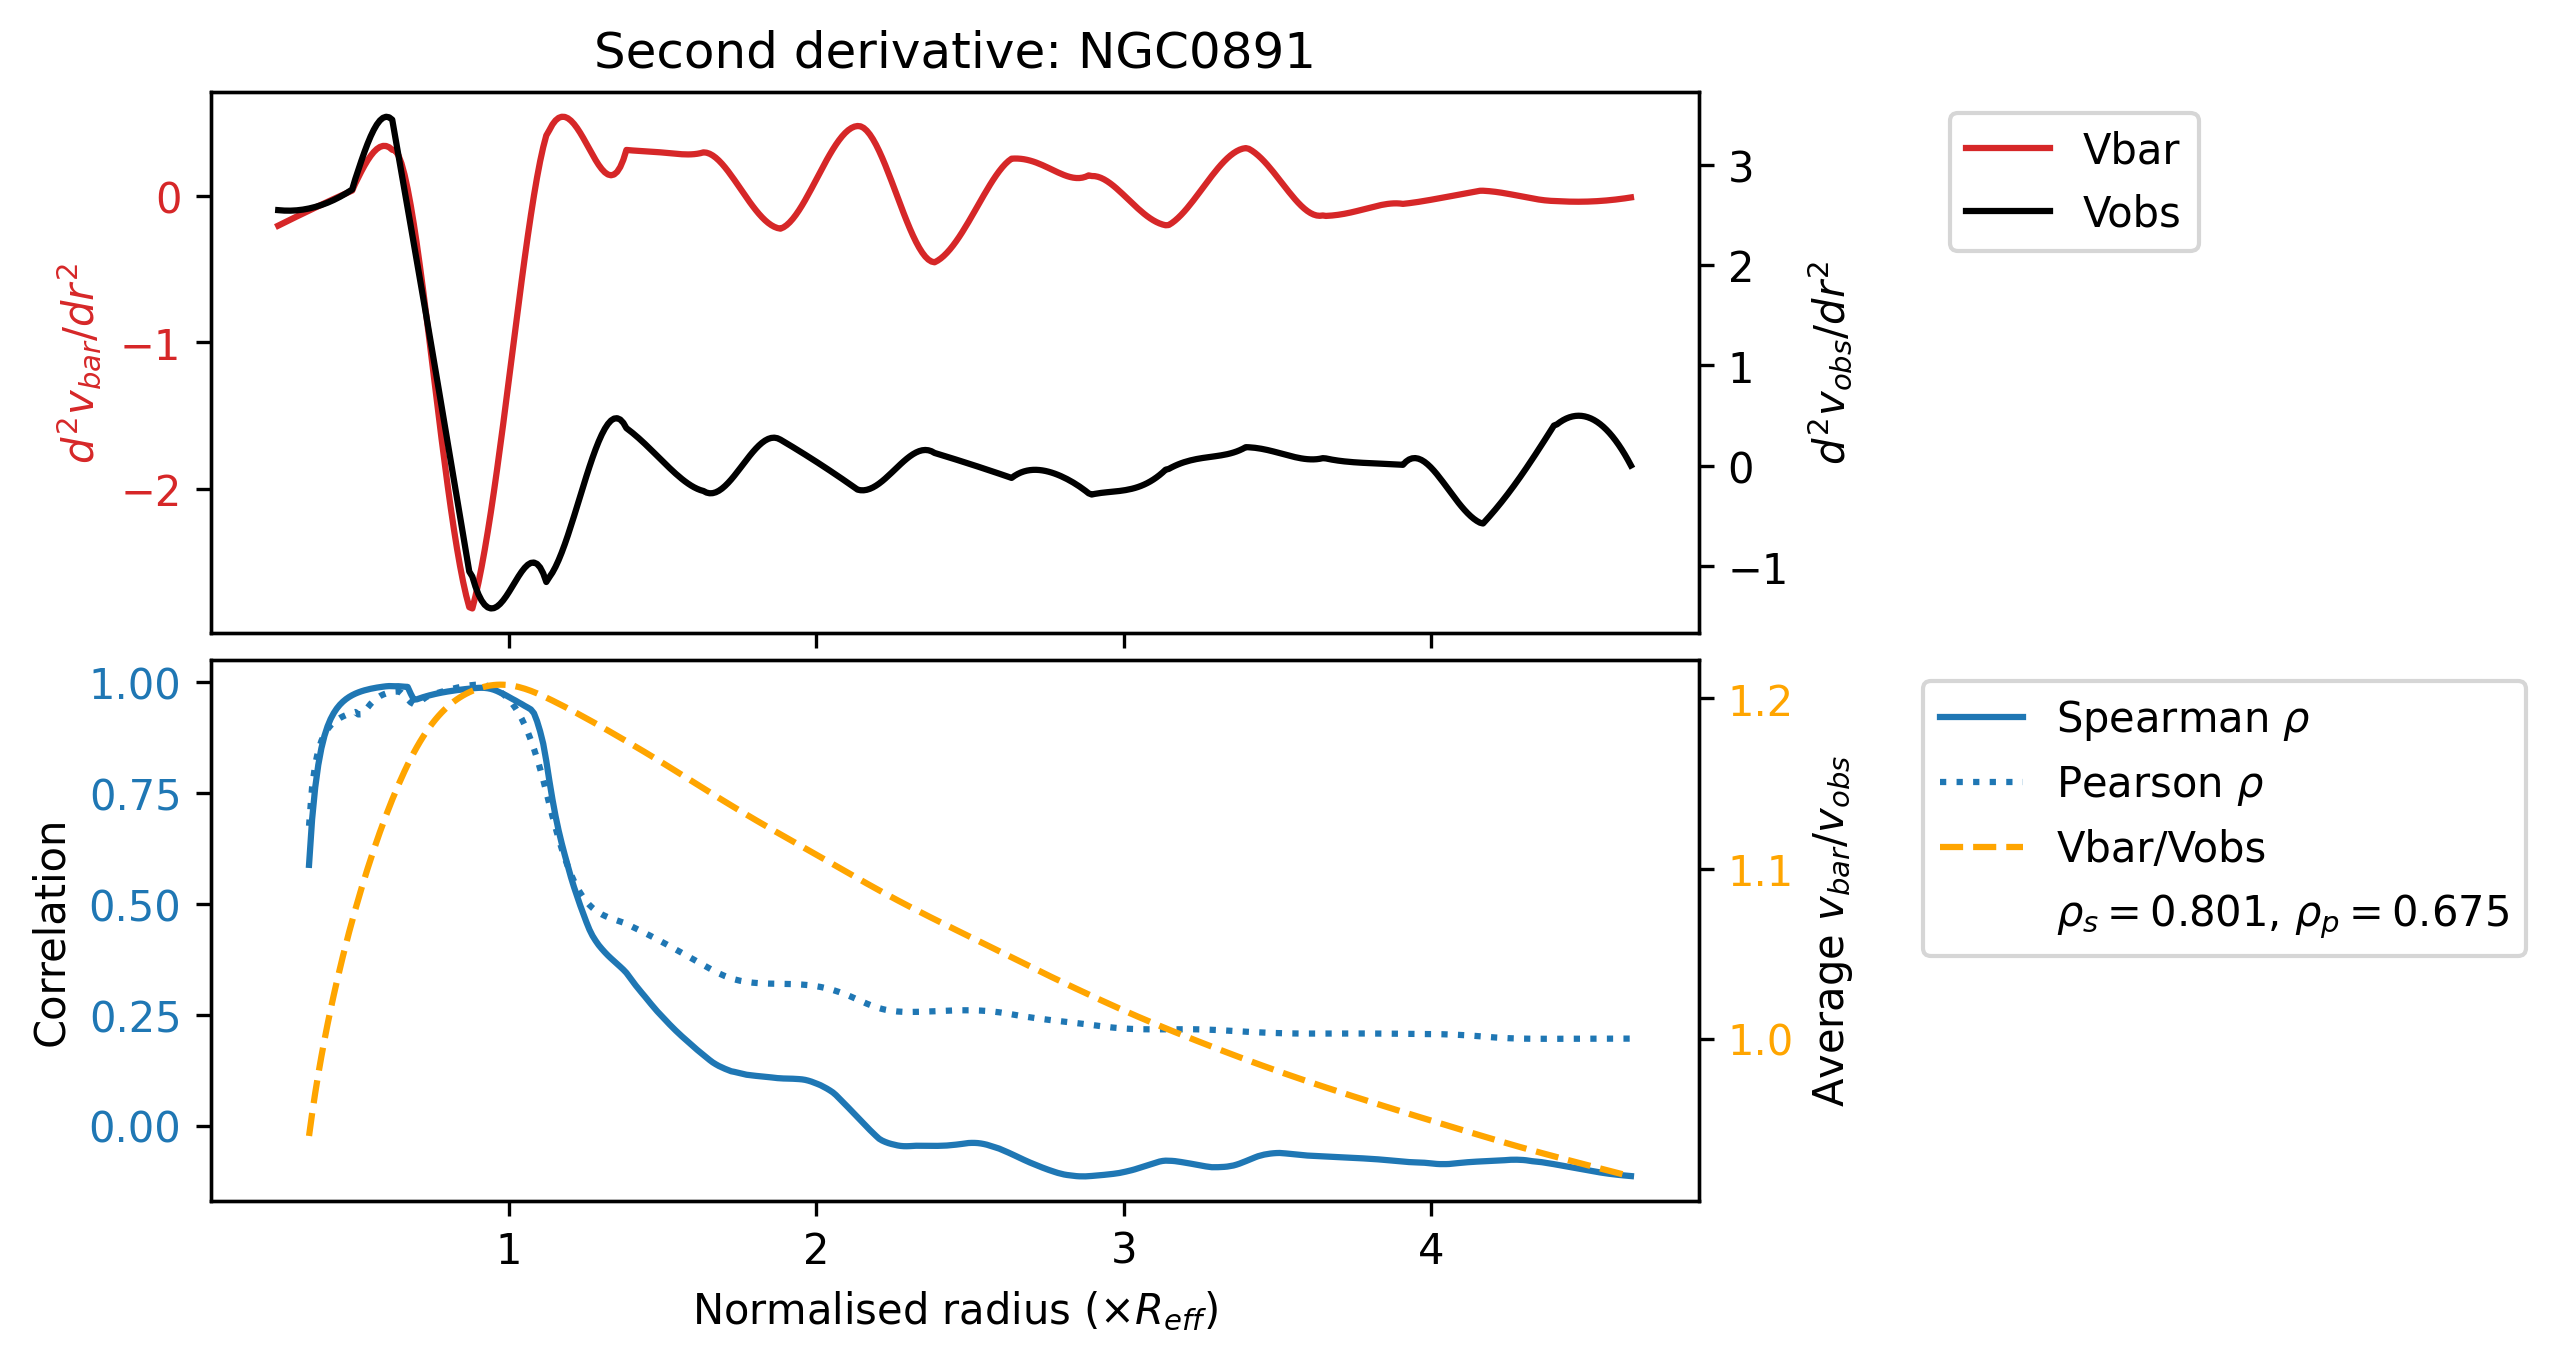 Second derivative: NGC0891
d²v_bar/dr²
0
−1
−2
3
2
1
0
−1
d²v_obs/dr²
Vbar
Vobs
Correlation
1.00
0.75
0.50
0.25
0.00
1.2
1.1
1.0
Average v_bar/v_obs
Spearman ρ
Pearson ρ
Vbar/Vobs
ρ_s = 0.801, ρ_p = 0.675
1 2 3 4
Normalised radius (×R_eff)